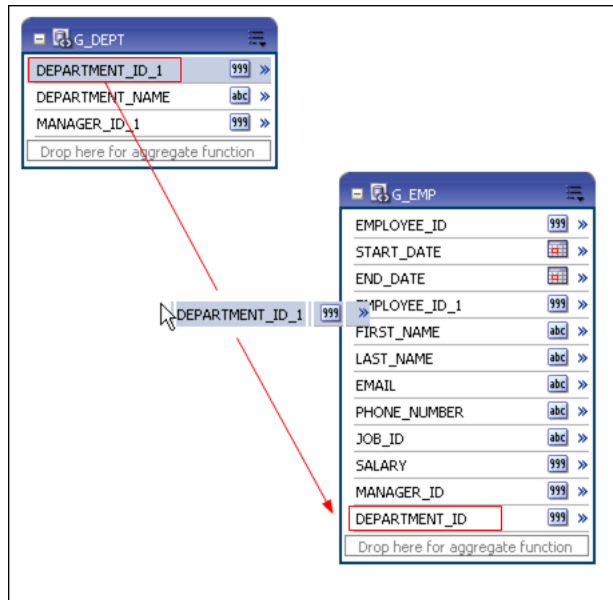 G_DEPT
DEPARTMENT_ID_1 999 »
DEPARTMENT_NAME abc »
MANAGER_ID_1 999 »
Drop here for aggregate function
G_EMP
EMPLOYEE_ID 999 »
START_DATE »
END_DATE »
DEPARTMENT_ID_1 999 »
EMPLOYEE_ID_1 999 »
FIRST_NAME abc »
LAST_NAME abc »
EMAIL abc »
PHONE_NUMBER abc »
JOB_ID abc »
SALARY 999 »
MANAGER_ID 999 »
DEPARTMENT_ID 999 »
Drop here for aggregate function